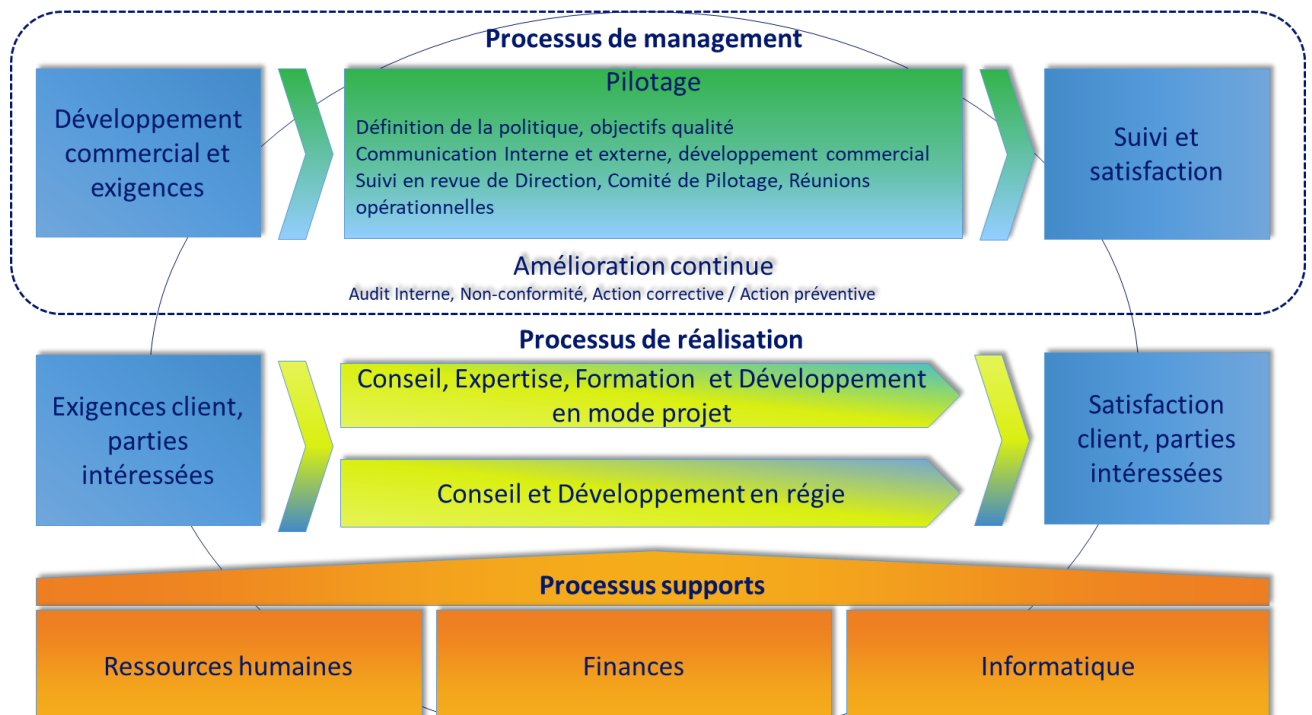 Processus de management
Développement
commercial et
exigences
Pilotage
Définition de la politique, objectifs qualité
Communication Interne et externe, développement commercial
Suivi en revue de Direction, Comité de Pilotage, Réunions
opérationnelles
Suivi et
satisfaction
Amélioration continue
Audit Interne, Non-conformité, Action corrective / Action préventive
Processus de réalisation
Exigences client,
parties
intéressées
Conseil, Expertise, Formation et Développement
en mode projet
Conseil et Développement en régie
Satisfaction
client, parties
intéressées
Processus supports
Ressources humaines
Finances
Informatique